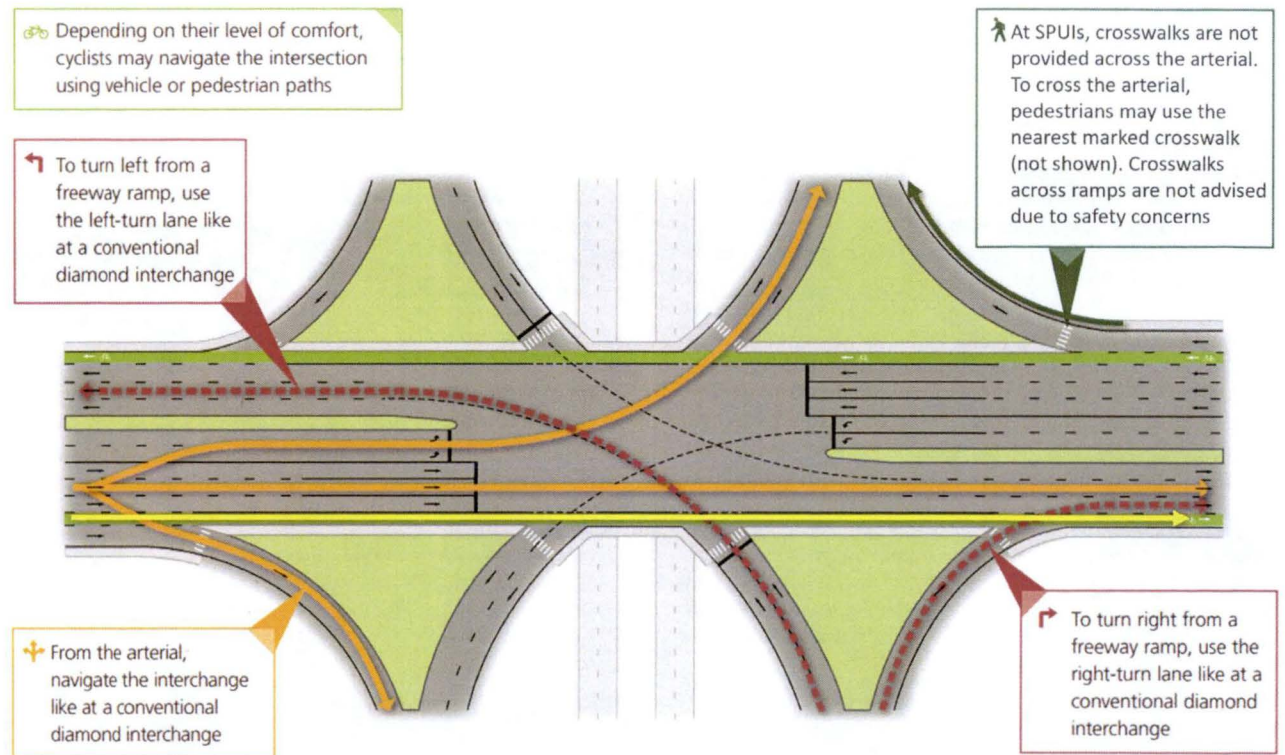 Depending on their level of comfort,
cyclists may navigate the intersection
using vehicle or pedestrian paths
At SPUIs, crosswalks are not
provided across the arterial.
To cross the arterial,
pedestrians may use the
nearest marked crosswalk
(not shown). Crosswalks
across ramps are not advised
due to safety concerns
To turn left from a
freeway ramp, use
the left-turn lane like
at a conventional
diamond interchange
From the arterial,
navigate the interchange
like at a conventional
diamond interchange
To turn right from a
freeway ramp, use the
right-turn lane like at a
conventional diamond
interchange